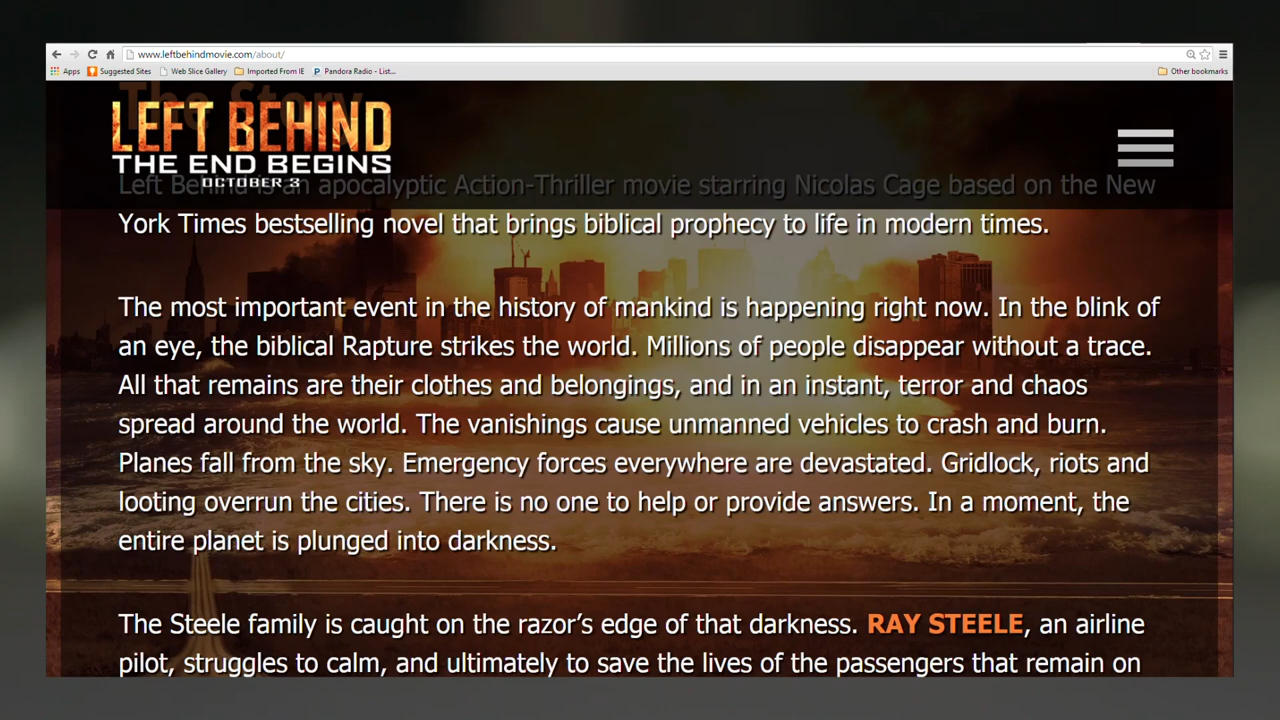 www.leftbehindmovie.com/about/
Apps Suggested Sites Web Slice Gallery Imported From IE Pandora Radio - List... Other bookmarks
The Story
LEFT BEHIND
THE END BEGINS
OCTOBER 3
Left Behind is an apocalyptic Action-Thriller movie starring Nicolas Cage based on the New
York Times bestselling novel that brings biblical prophecy to life in modern times.
The most important event in the history of mankind is happening right now. In the blink of
an eye, the biblical Rapture strikes the world. Millions of people disappear without a trace.
All that remains are their clothes and belongings, and in an instant, terror and chaos
spread around the world. The vanishings cause unmanned vehicles to crash and burn.
Planes fall from the sky. Emergency forces everywhere are devastated. Gridlock, riots and
looting overrun the cities. There is no one to help or provide answers. In a moment, the
entire planet is plunged into darkness.
The Steele family is caught on the razor’s edge of that darkness. RAY STEELE, an airline
pilot, struggles to calm, and ultimately to save the lives of the passengers that remain on